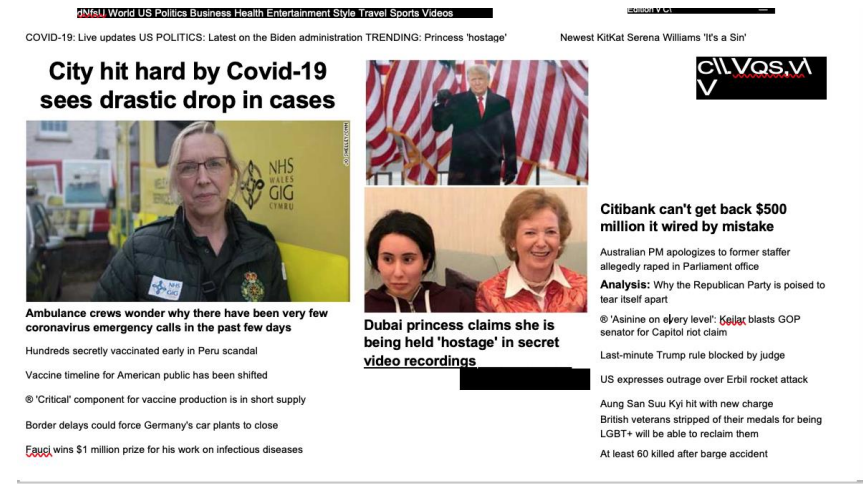 dNfsU World US Politics Business Health Entertainment Style Travel Sports Videos
Edition V
COVID-19: Live updates US POLITICS: Latest on the Biden administration TRENDING: Princess 'hostage'
Newest KitKat Serena Williams 'It's a Sin'
City hit hard by Covid-19
sees drastic drop in cases
NHS
WALES
GIG
CYMRU
Ambulance crews wonder why there have been very few
coronavirus emergency calls in the past few days
Hundreds secretly vaccinated early in Peru scandal
Vaccine timeline for American public has been shifted
® 'Critical' component for vaccine production is in short supply
Border delays could force Germany's car plants to close
Fauci wins $1 million prize for his work on infectious diseases
Dubai princess claims she is
being held 'hostage' in secret
video recordings
Citibank can't get back $500
million it wired by mistake
Australian PM apologizes to former staffer
allegedly raped in Parliament office
Analysis: Why the Republican Party is poised to
tear itself apart
® 'Asinine on every level': Keilar blasts GOP
senator for Capitol riot claim
Last-minute Trump rule blocked by judge
US expresses outrage over Erbil rocket attack
Aung San Suu Kyi hit with new charge
British veterans stripped of their medals for being
LGBT+ will be able to reclaim them
At least 60 killed after barge accident